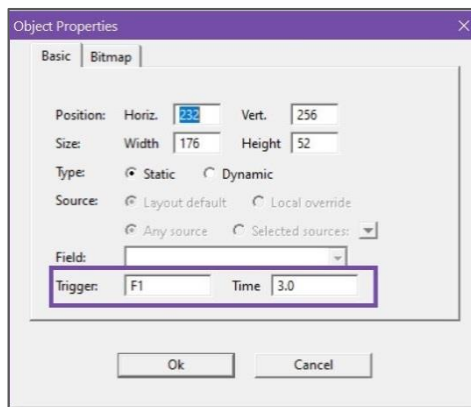 Object Properties
Basic Bitmap
Position: Horiz. 232 Vert. 256
Size: Width 176 Height 52
Type: Static Dynamic
Source: Layout default Local override
Any source Selected sources:
Field:
Trigger: F1 Time 3.0
Ok Cancel